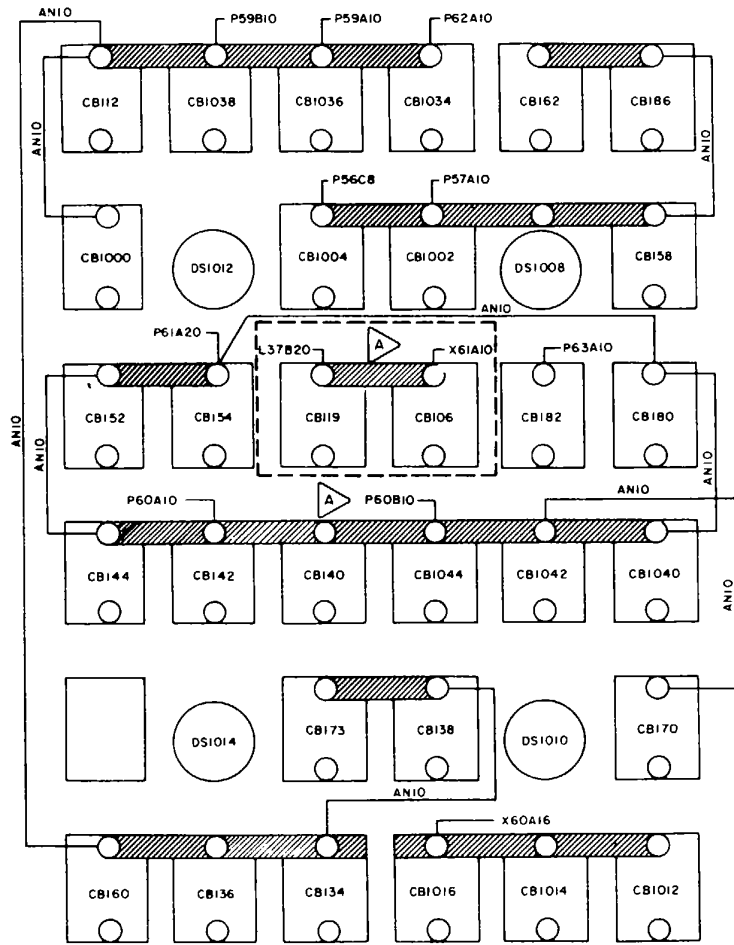 AN10 P59B10 P59A10 P62A10
CB112 CB1038 CB1036 CB1034 CB162 CB186
AN10 AN10
P56C8 P57A10
CB1000 DS1012 CB1004 CB1002 DS1008 CB158
AN10
P61A20 L37B20 A X61A10 P63A10
CB152 CB154 CB119 CB106 CB182 CB180
AN10 AN10 AN10
P60A10 A P60B10 AN10
CB144 CB142 CB140 CB1044 CB1042 CB1040
AN10
DS1014 CB173 CB138 DS1010 CB170
AN10
X60A16
CB160 CB136 CB134 CB1016 CB1014 CB1012